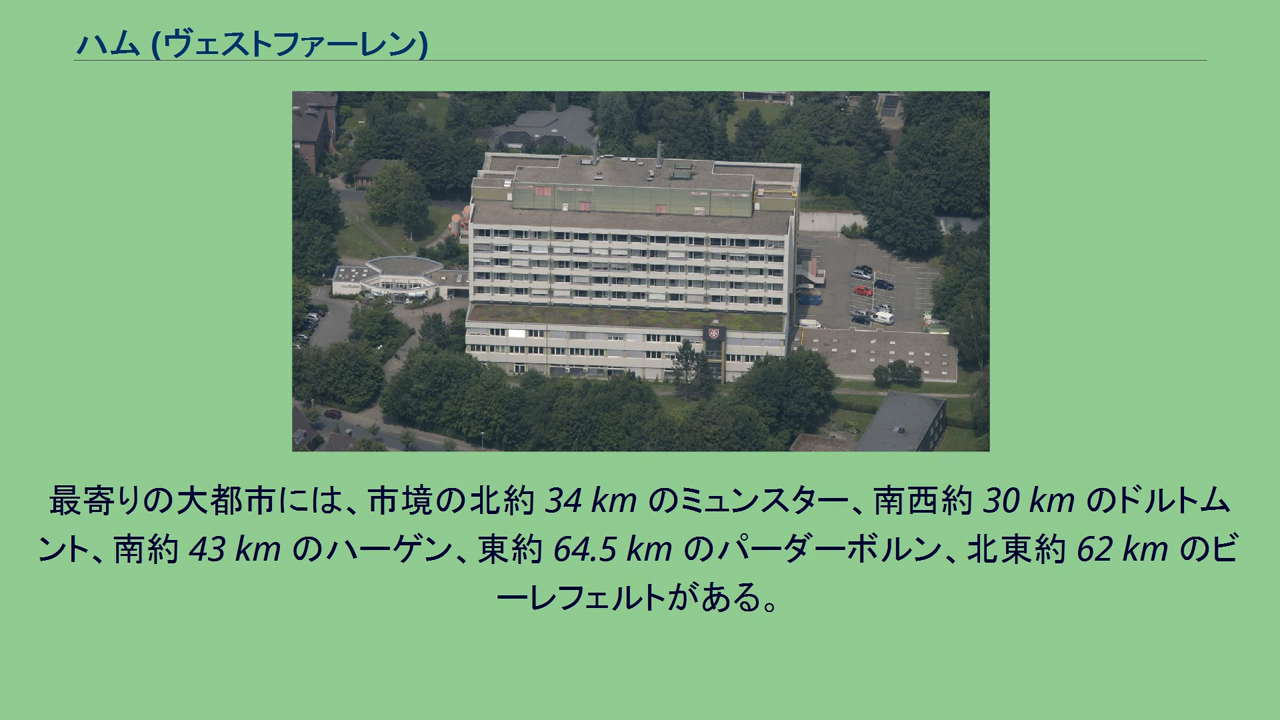 ハム (ヴェストファーレン)
最寄りの大都市には、市境の北約 34 km のミュンスター、南西約 30 km のドルトム
ント、南約 43 km のハーゲン、東約 64.5 km のパーダーボルン、北東約 62 km のビ
ーレフェルトがある。